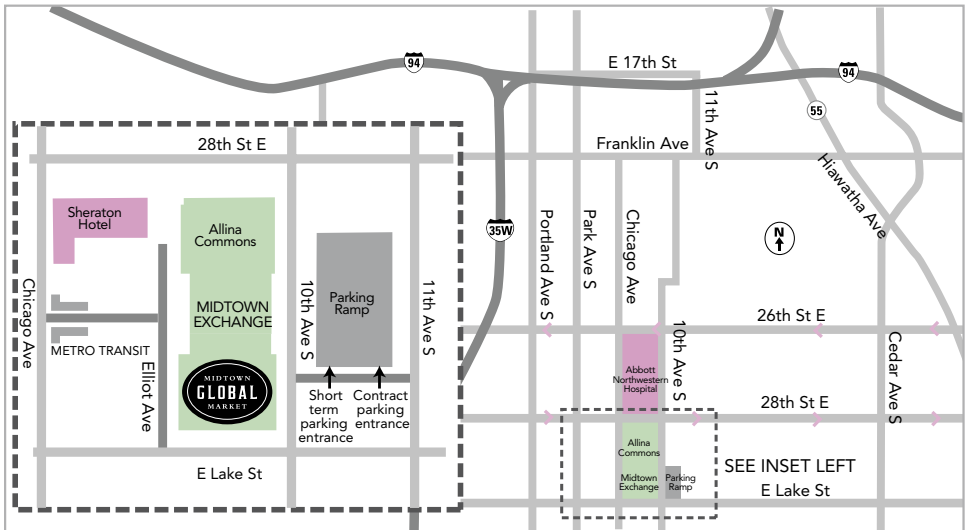 94
E 17th St
94
11th Ave S
55
28th St E
Franklin Ave
Hiawatha Ave
Sheraton
Hotel
Allina
Commons
35W
Portland Ave S
Park Ave S
Chicago Ave
N
Chicago Ave
MIDTOWN
EXCHANGE
10th Ave S
Parking
Ramp
11th Ave S
26th St E
10th Ave S
Cedar Ave S
METRO TRANSIT
Elliot Ave
MIDTOWN
GLOBAL
MARKET
Short
term
parking
entrance
Contract
parking
entrance
Abbott
Northwestern
Hospital
28th St E
Allina
Commons
Midtown
Exchange
Parking
Ramp
SEE INSET LEFT
E Lake St
E Lake St